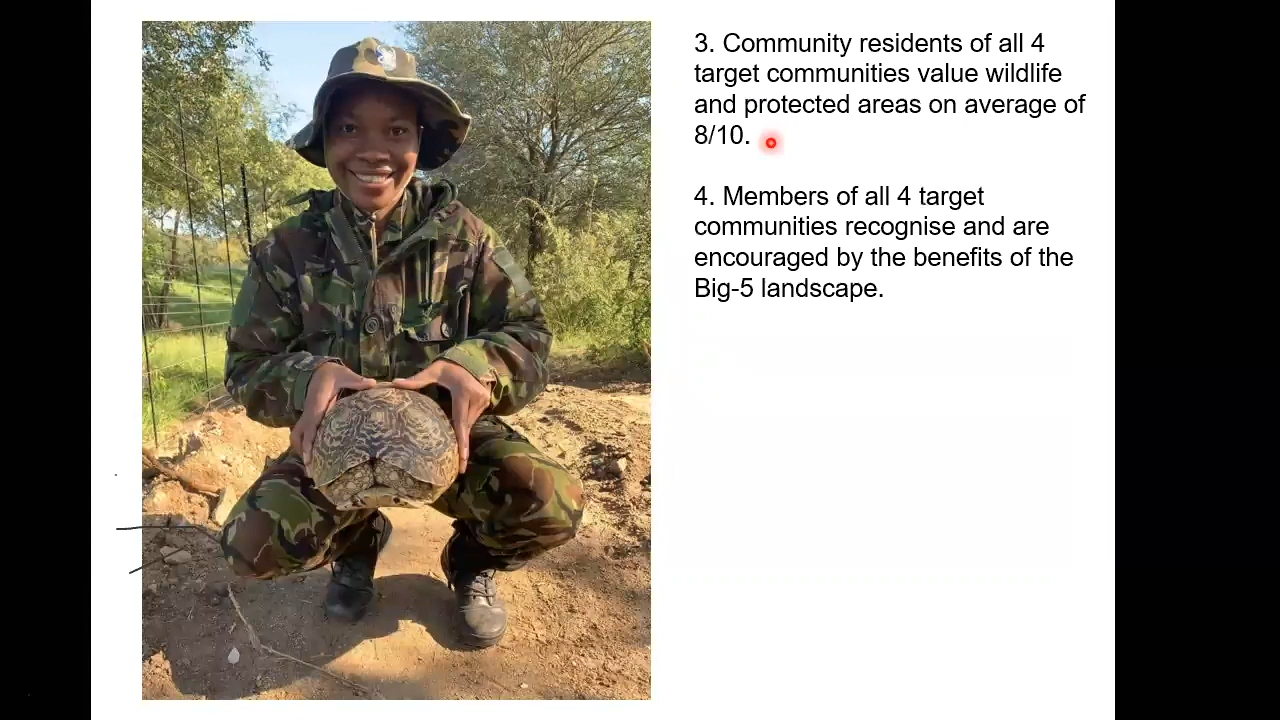 3. Community residents of all 4
target communities value wildlife
and protected areas on average of
8/10.
4. Members of all 4 target
communities recognise and are
encouraged by the benefits of the
Big-5 landscape.